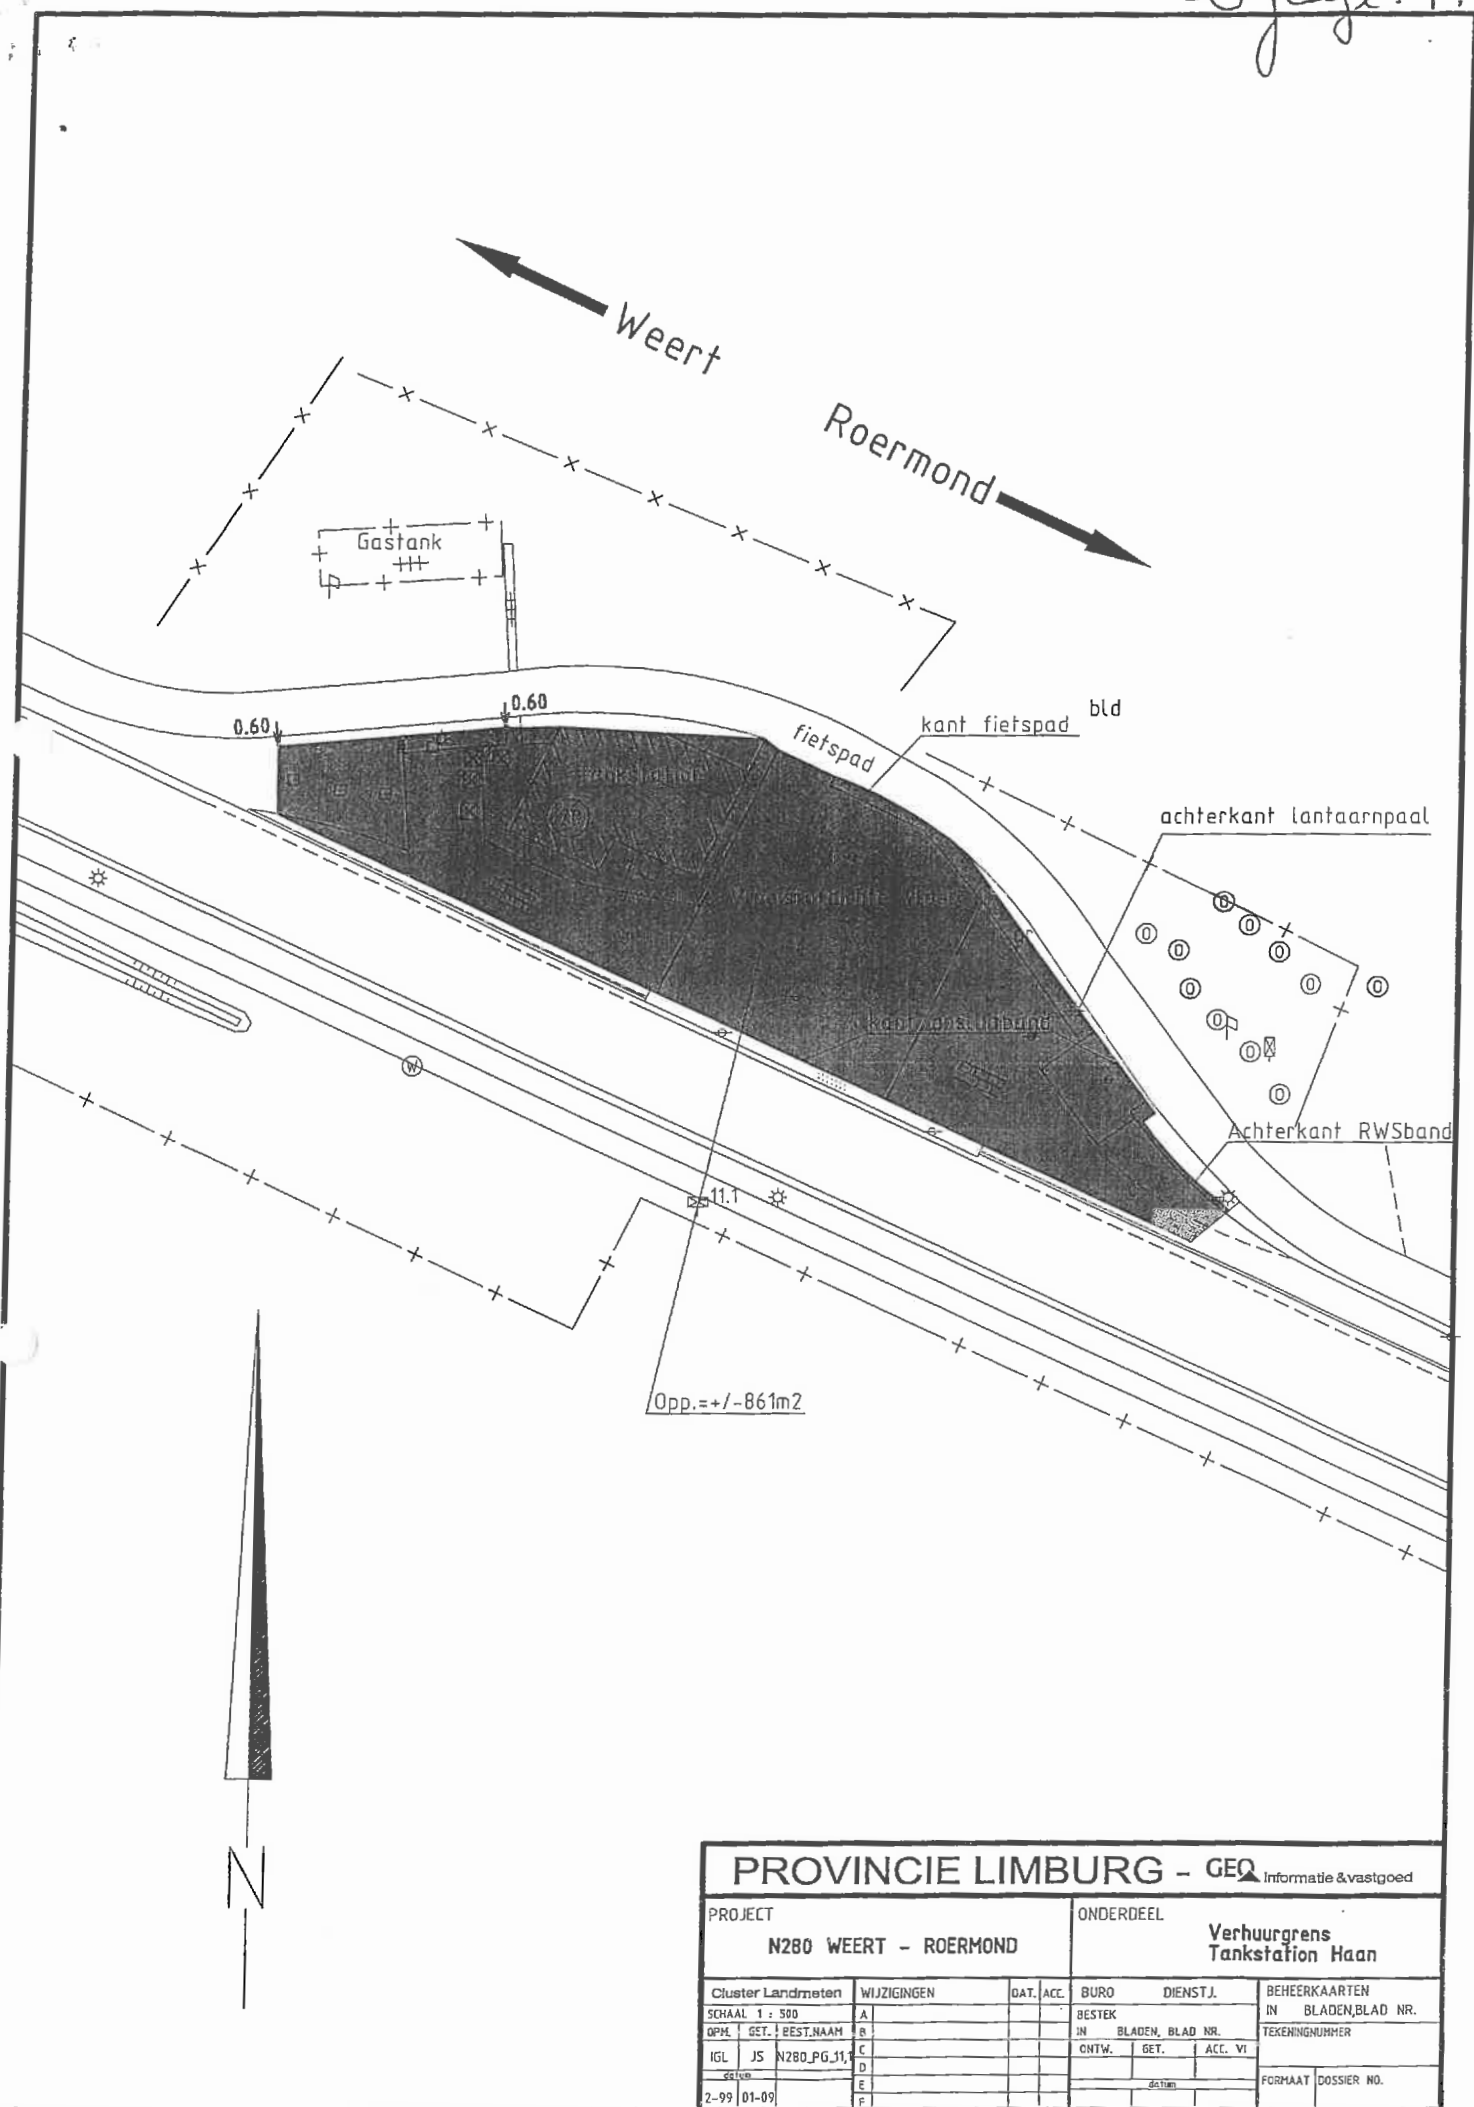 Weert
Roermond
Gastank
0.60
0.60
bld
kant fietspad
fietspad
achterkant lantaarnpaal
Achterkant RWSband
11.1
Opp.=+/-861m2
N
PROVINCIE LIMBURG - GEO Informatie & vastgoed
PROJECT
N280 WEERT - ROERMOND
ONDERDEEL
Verhuurgrens
Tankstation Haan
Cluster Landmeten
WIJZIGINGEN
DAT.
ACC.
BURO
DIENSTJ.
BEHEERKAARTEN
IN BLADEN,BLAD NR.
SCHAAL 1 : 500
A
BESTEK
IN BLADEN, BLAD NR.
TEKENINGNUMMER
OPM.
GET.
BEST.NAAM
B
IGL
JS
N280_PG_11,1
C
ONTW.
GET.
ACC. VI
datum
D
datum
FORMAAT
DOSSIER NO.
2-99
01-09
E
F